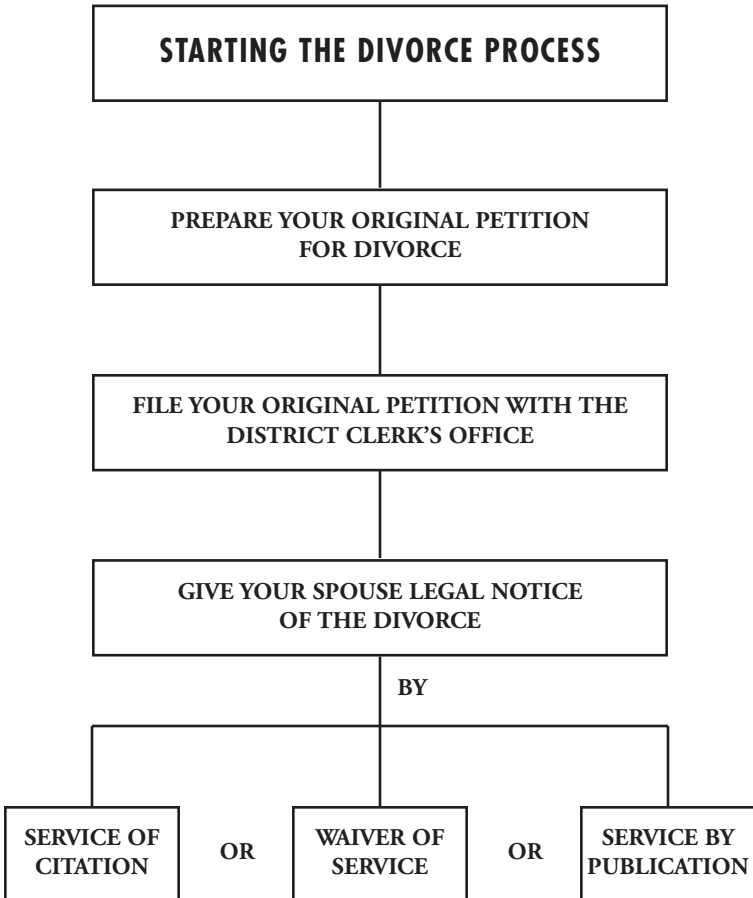 STARTING THE DIVORCE PROCESS
PREPARE YOUR ORIGINAL PETITION
FOR DIVORCE
FILE YOUR ORIGINAL PETITION WITH THE
DISTRICT CLERK'S OFFICE
GIVE YOUR SPOUSE LEGAL NOTICE
OF THE DIVORCE
BY
SERVICE OF
CITATION
OR
WAIVER OF
SERVICE
OR
SERVICE BY
PUBLICATION